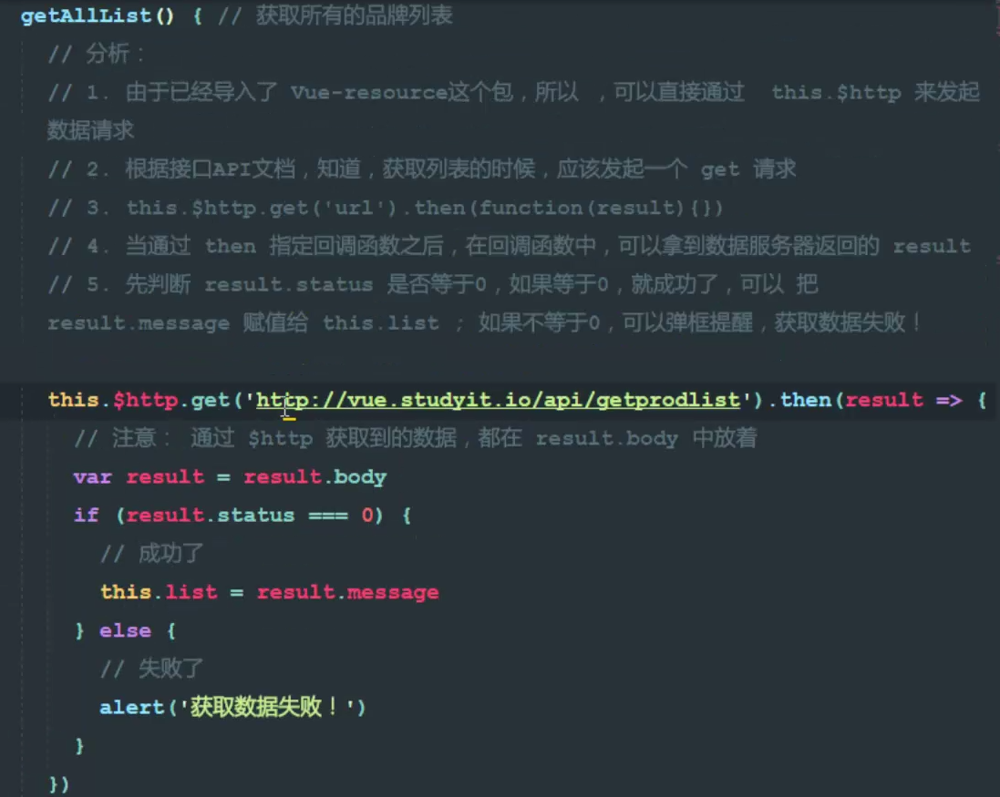 getAllList() { // 获取所有的品牌列表
// 分析：
// 1. 由于已经导入了 Vue-resource这个包，所以 ，可以直接通过  this.$http 来发起
数据请求
// 2. 根据接口API文档，知道，获取列表的时候，应该发起一个 get 请求
// 3. this.$http.get('url').then(function(result){})
// 4. 当通过 then 指定回调函数之后，在回调函数中，可以拿到数据服务器返回的 result
// 5. 先判断 result.status 是否等于0，如果等于0，就成功了，可以 把
result.message 赋值给 this.list ; 如果不等于0，可以弹框提醒，获取数据失败！
this.$http.get('http://vue.studyit.io/api/getprodlist').then(result => {
// 注意： 通过 $http 获取到的数据，都在 result.body 中放着
var result = result.body
if (result.status === 0) {
// 成功了
this.list = result.message
} else {
// 失败了
alert('获取数据失败！')
}
})